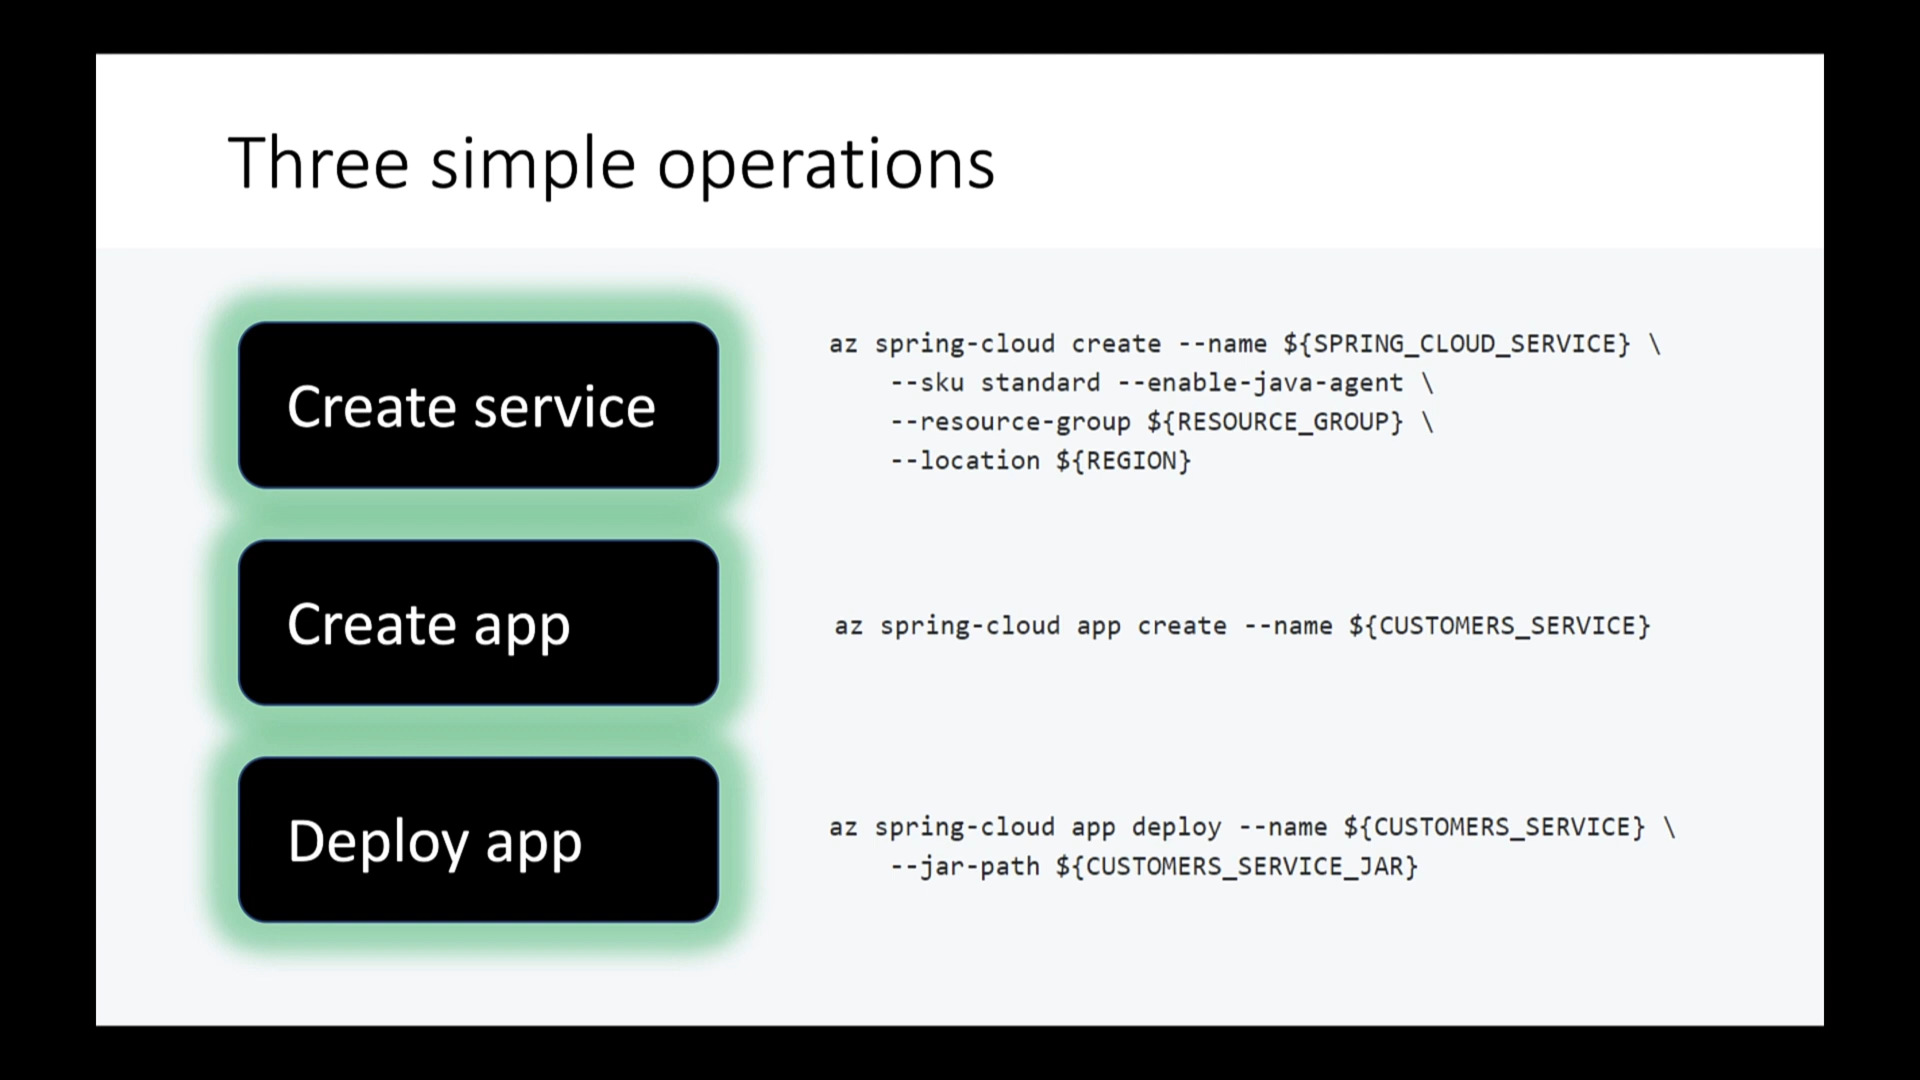 Three simple operations
Create service
az spring-cloud create --name ${SPRING_CLOUD_SERVICE} \
--sku standard --enable-java-agent \
--resource-group ${RESOURCE_GROUP} \
--location ${REGION}
Create app
az spring-cloud app create --name ${CUSTOMERS_SERVICE}
Deploy app
az spring-cloud app deploy --name ${CUSTOMERS_SERVICE} \
--jar-path ${CUSTOMERS_SERVICE_JAR}